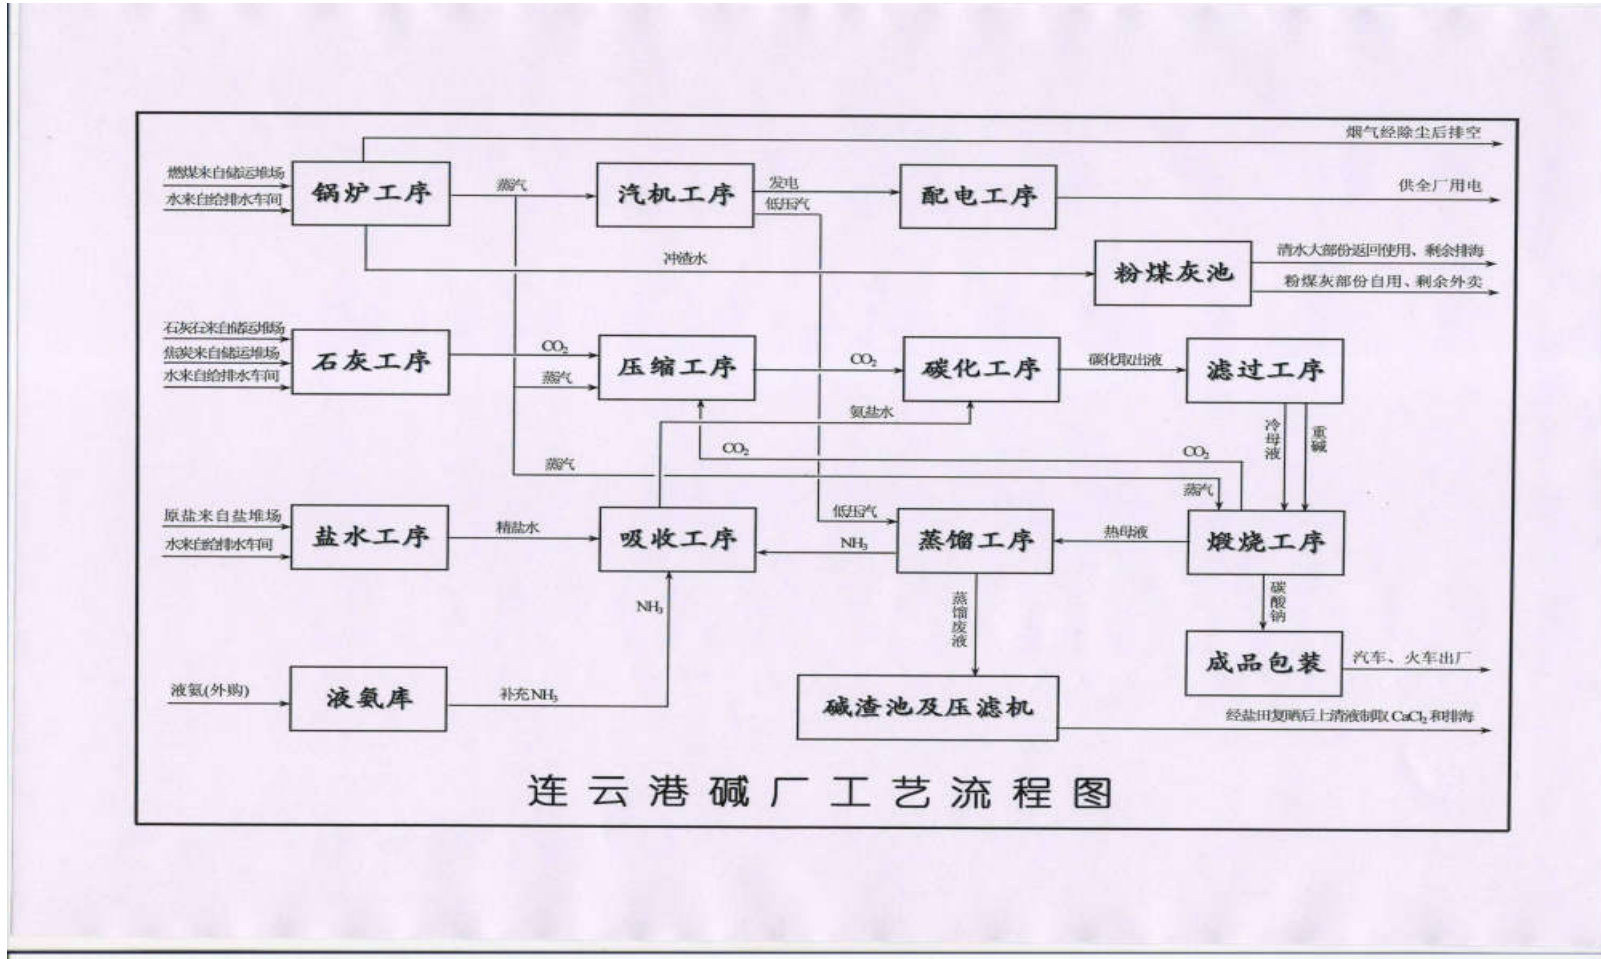 烟气经除尘后排空
燃煤来自储运堆场
水来自给排水车间
锅炉工序
蒸汽
汽机工序
发电
低压汽
配电工序
供全厂用电
冲渣水
粉煤灰池
清水大部份返回使用、剩余排海
粉煤灰部份自用、剩余外卖
石灰石来自储运堆场
焦炭来自储运堆场
水来自给排水车间
石灰工序
CO₂
蒸汽
压缩工序
CO₂
碳化工序
碳化取出液
滤过工序
氨盐水
冷母液
重碱
CO₂
CO₂
蒸汽
蒸汽
原盐来自盐堆场
水来自给排水车间
盐水工序
精盐水
吸收工序
低压汽
NH₃
蒸馏工序
热母液
煅烧工序
NH₃
蒸馏废液
碳酸钠
成品包装
汽车、火车出厂
液氨(外购)
液氨库
补充NH₃
碱渣池及压滤机
经盐田复晒后上清液制取CaCl₂和排海
连云港碱厂工艺流程图